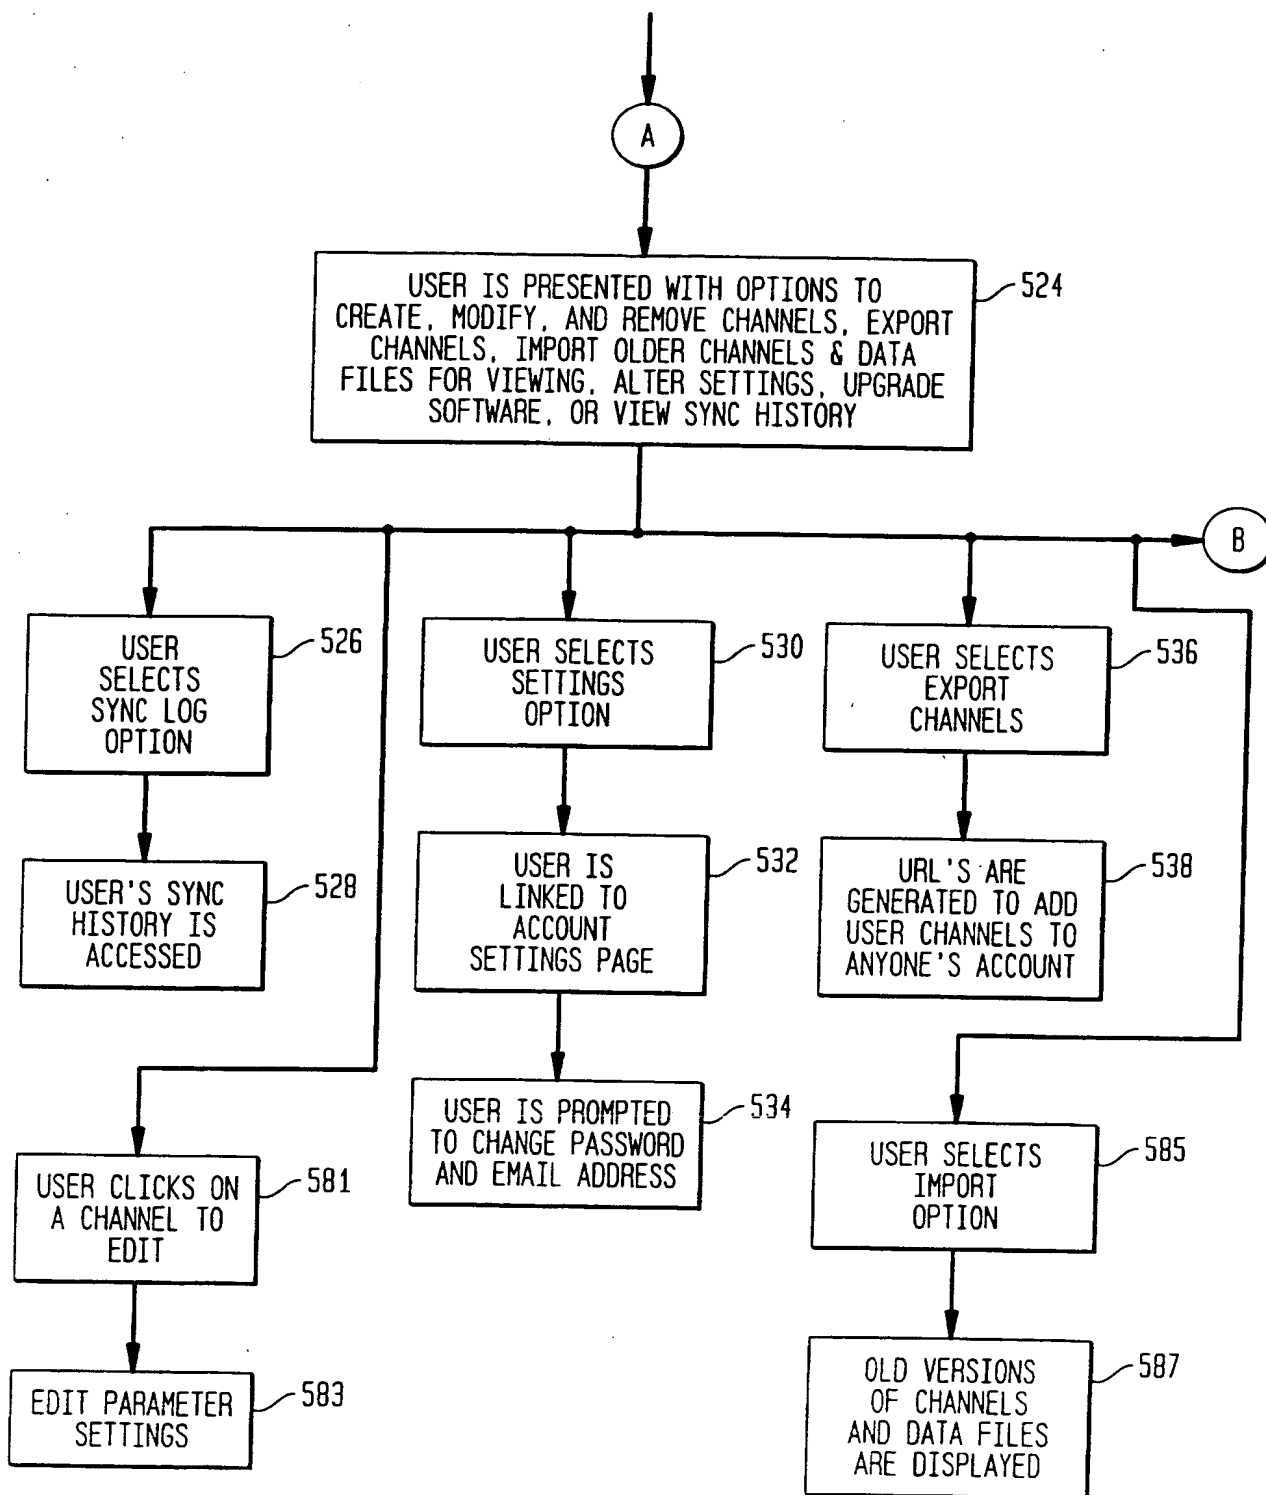 A
USER IS PRESENTED WITH OPTIONS TO
CREATE, MODIFY, AND REMOVE CHANNELS, EXPORT
CHANNELS, IMPORT OLDER CHANNELS & DATA
FILES FOR VIEWING, ALTER SETTINGS, UPGRADE
SOFTWARE, OR VIEW SYNC HISTORY
524
B
USER
SELECTS
SYNC LOG
OPTION
526
USER SELECTS
SETTINGS
OPTION
530
USER SELECTS
EXPORT
CHANNELS
536
USER'S SYNC
HISTORY IS
ACCESSED
528
USER IS
LINKED TO
ACCOUNT
SETTINGS PAGE
532
URL'S ARE
GENERATED TO ADD
USER CHANNELS TO
ANYONE'S ACCOUNT
538
USER CLICKS ON
A CHANNEL TO
EDIT
581
USER IS PROMPTED
TO CHANGE PASSWORD
AND EMAIL ADDRESS
534
USER SELECTS
IMPORT
OPTION
585
EDIT PARAMETER
SETTINGS
583
OLD VERSIONS
OF CHANNELS
AND DATA FILES
ARE DISPLAYED
587